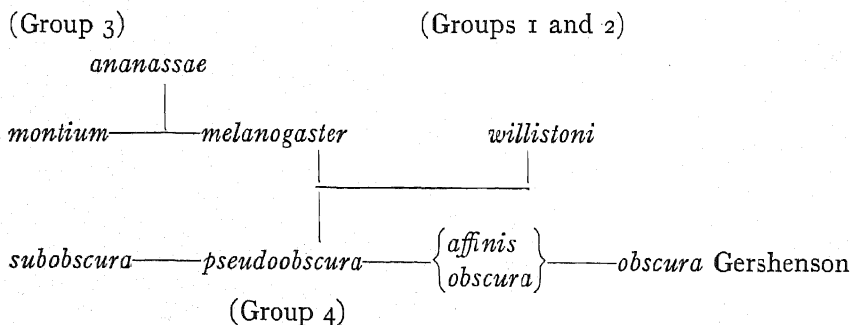 (Group 3) (Groups 1 and 2)
ananassae
montium melanogaster willistoni
affinis
subobscura pseudoobscura obscura obscura Gershenson
(Group 4)